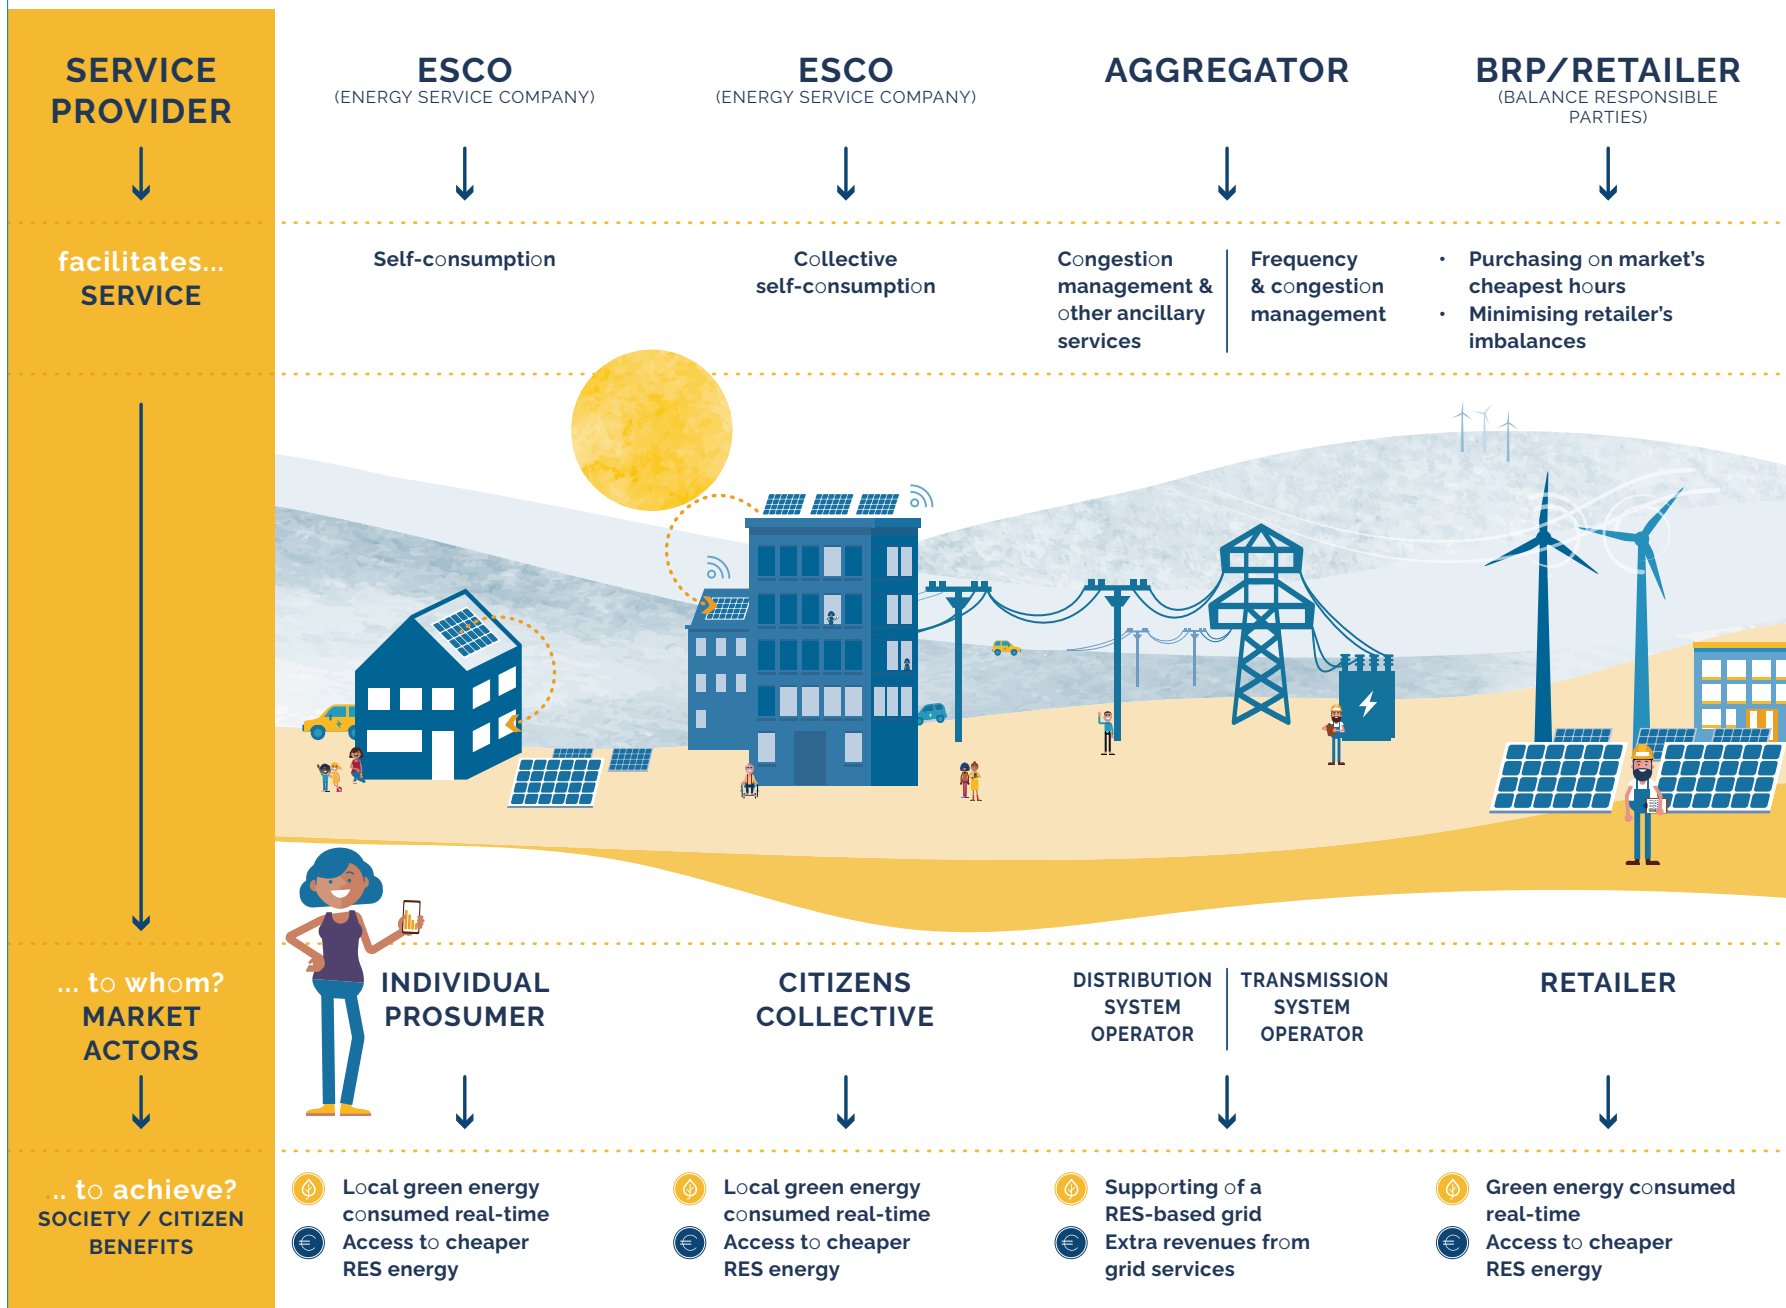 SERVICE
PROVIDER
ESCO
(ENERGY SERVICE COMPANY)
ESCO
(ENERGY SERVICE COMPANY)
AGGREGATOR
BRP/RETAILER
(BALANCE RESPONSIBLE
PARTIES)
facilitates...
SERVICE
Self-consumption
Collective
self-consumption
Congestion
management &
other ancillary
services
Frequency
& congestion
management
• Purchasing on market's
cheapest hours
• Minimising retailer's
imbalances
... to whom?
MARKET
ACTORS
INDIVIDUAL
PROSUMER
CITIZENS
COLLECTIVE
DISTRIBUTION
SYSTEM
OPERATOR
TRANSMISSION
SYSTEM
OPERATOR
RETAILER
... to achieve?
SOCIETY / CITIZEN
BENEFITS
Local green energy
consumed real-time
€ Access to cheaper
RES energy
Local green energy
consumed real-time
€ Access to cheaper
RES energy
Supporting of a
RES-based grid
€ Extra revenues from
grid services
Green energy consumed
real-time
€ Access to cheaper
RES energy